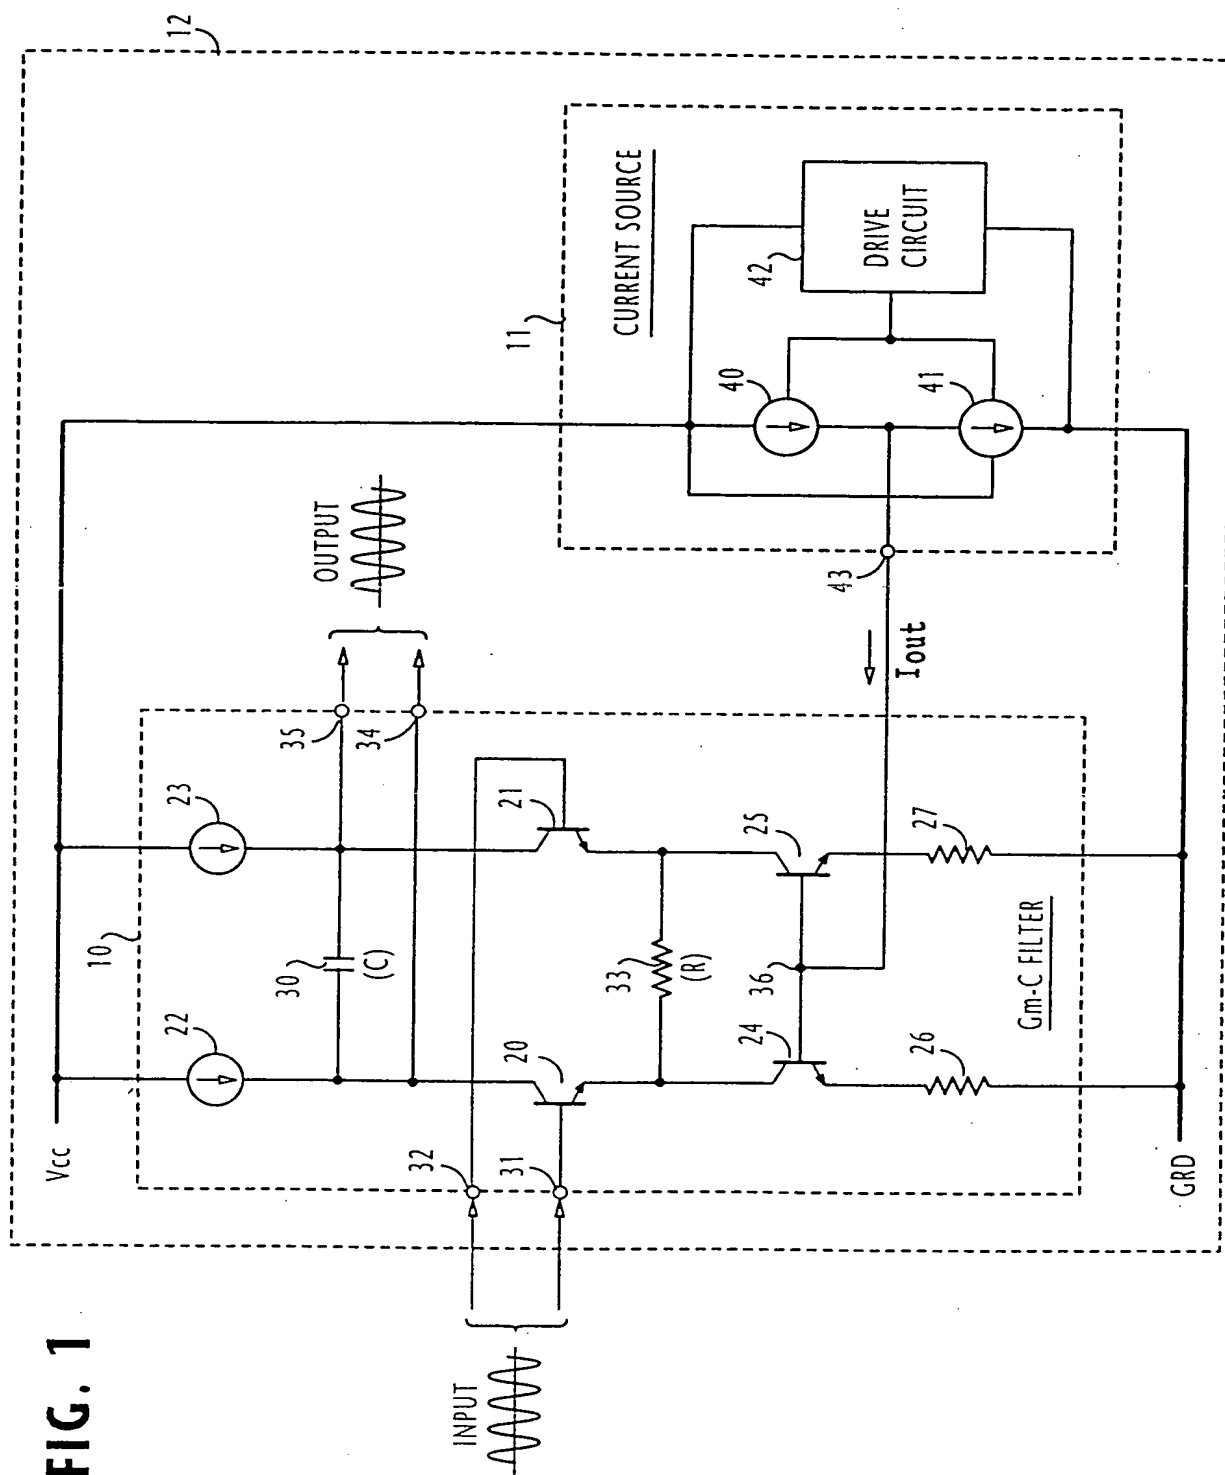 FIG. 1
12
Vcc
10
22
23
30
(C)
35
34
OUTPUT
32
31
INPUT
20
21
33
(R)
24
25
36
26
27
Gm-C FILTER
GRD
Iout
43
11
CURRENT SOURCE
40
41
42
DRIVE
CIRCUIT